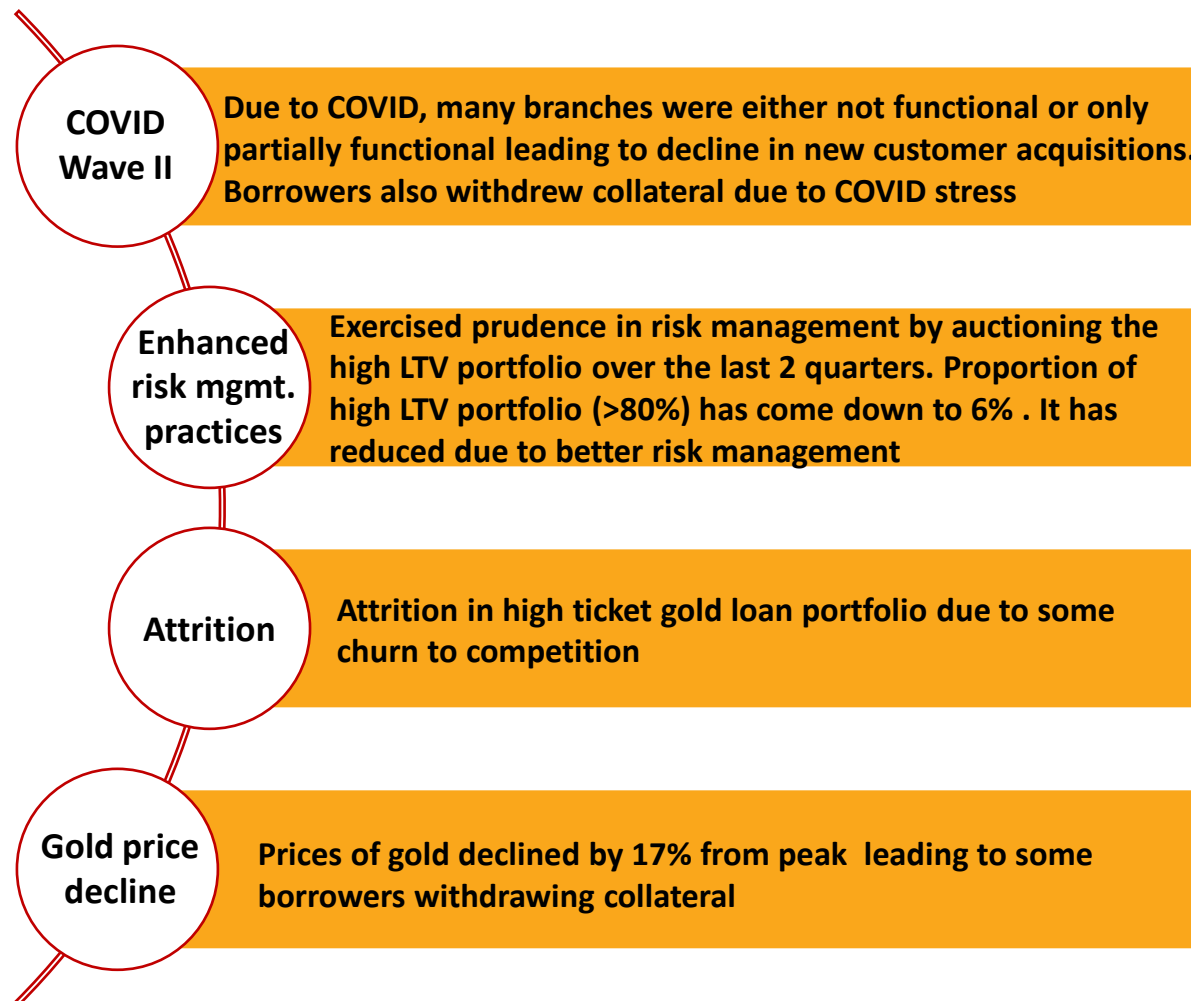 COVID
Wave II
Due to COVID, many branches were either not functional or only
partially functional leading to decline in new customer acquisitions.
Borrowers also withdrew collateral due to COVID stress
Enhanced
risk mgmt.
practices
Exercised prudence in risk management by auctioning the
high LTV portfolio over the last 2 quarters. Proportion of
high LTV portfolio (>80%) has come down to 6% . It has
reduced due to better risk management
Attrition
Attrition in high ticket gold loan portfolio due to some
churn to competition
Gold price
decline
Prices of gold declined by 17% from peak  leading to some
borrowers withdrawing collateral